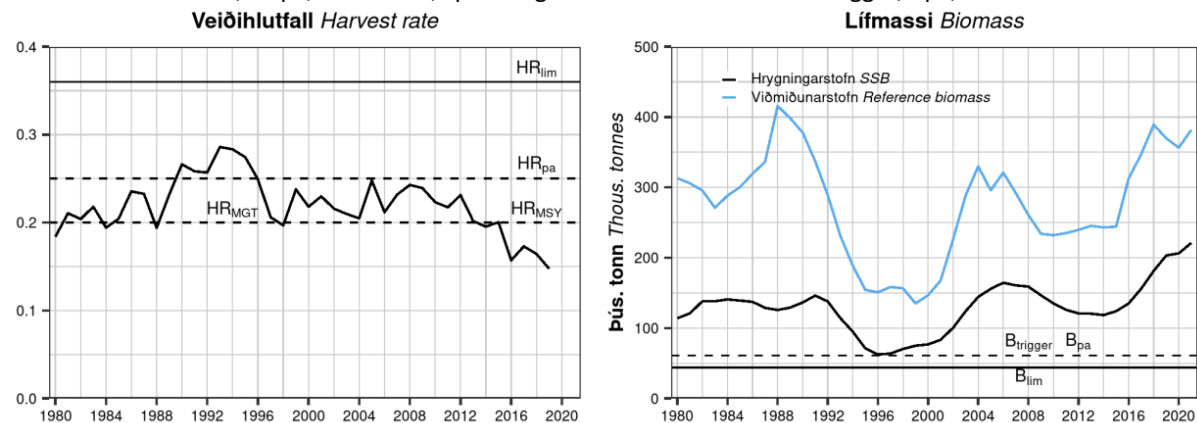 Veiðihlutfall Harvest rate
0.4
0.3
0.2
0.1
0.0
HRlim
HRpa
HRMGT
HRMSY
1980 1984 1988 1992 1996 2000 2004 2008 2012 2016 2020
Lífmassi Biomass
Þús. tonn Thous. tonnes
500
400
300
200
100
0
Hrygningarstofn SSB
Viðmiðunarstofn Reference biomass
Btrigger Bpa
Blim
1980 1984 1988 1992 1996 2000 2004 2008 2012 2016 2020